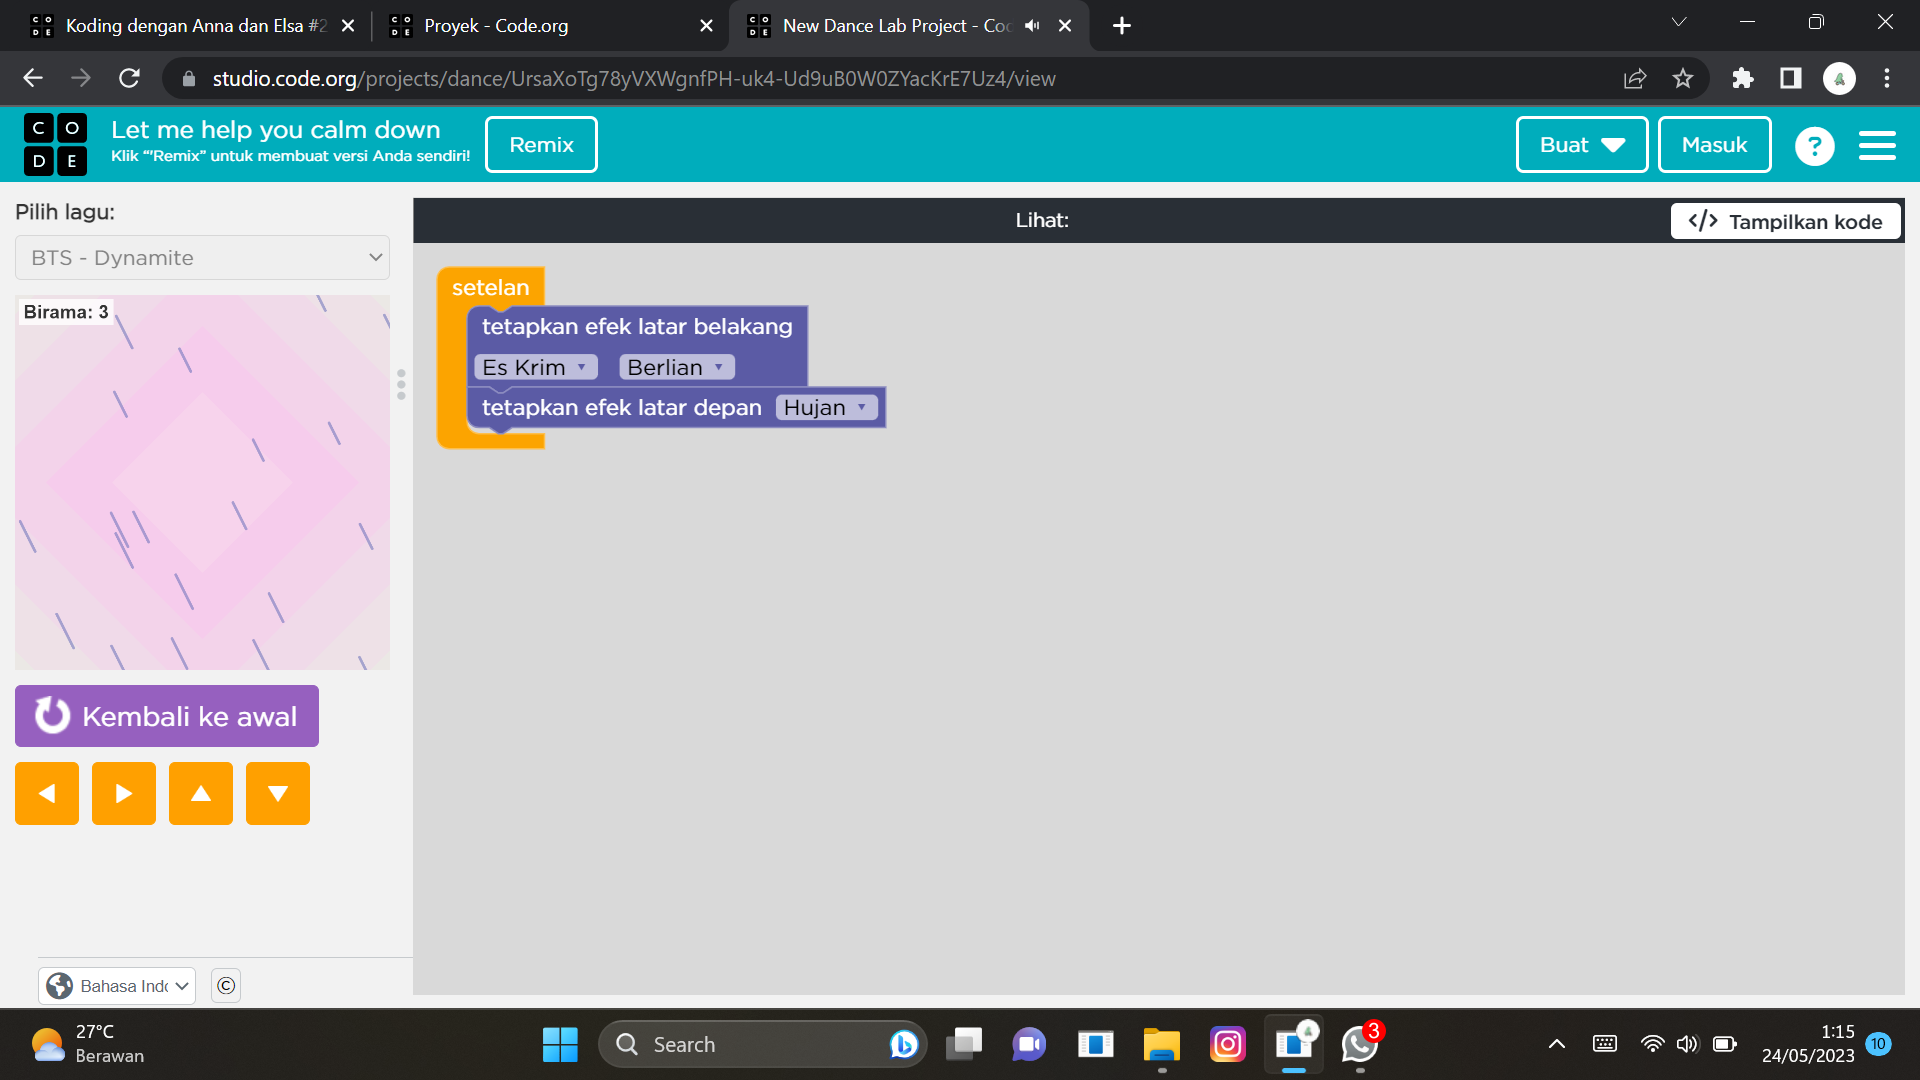 Koding dengan Anna dan Elsa #2
Proyek - Code.org
New Dance Lab Project - Co
studio.code.org/projects/dance/UrsaXoTg78yVXWgnfPH-uk4-Ud9uB0W0ZYacKrE7Uz4/view
C O
D E
Let me help you calm down
Klik “'Remix” untuk membuat versi Anda sendiri!
Remix
Buat
Masuk
?
Pilih lagu:
BTS - Dynamite
Lihat:
</> Tampilkan kode
Birama: 3
setelan
tetapkan efek latar belakang
Es Krim
Berlian
tetapkan efek latar depan Hujan
Kembali ke awal
Bahasa Ind
©
27°C
Berawan
Search
3
1:15
24/05/2023
10